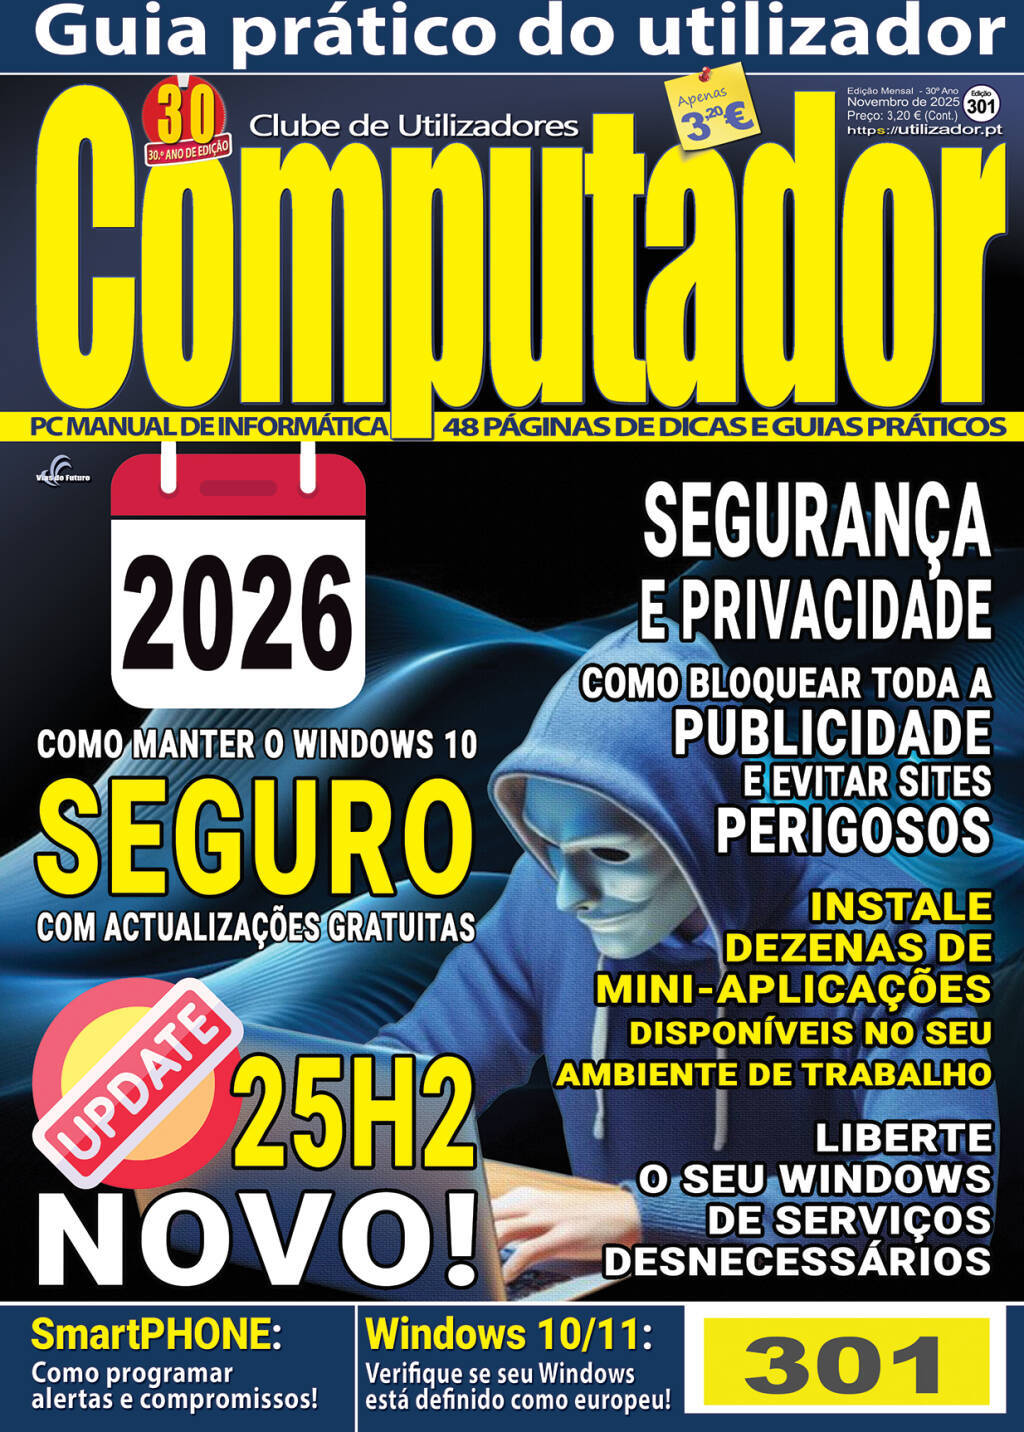 Guia prático do utilizador
30
30.º ANO DE EDIÇÃO
Clube de Utilizadores
Apenas
3,20 €
Edição Mensal - 30º Ano
Novembro de 2025
Preço: 3,20 € (Cont.)
https://utilizador.pt
Edição
301
Computador
PC MANUAL DE INFORMÁTICA
48 PÁGINAS DE DICAS E GUIAS PRÁTICOS
Vias do Futuro
2026
COMO MANTER O WINDOWS 10
SEGURO
COM ACTUALIZAÇÕES GRATUITAS
UPDATE
25H2
NOVO!
SEGURANÇA
E PRIVACIDADE
COMO BLOQUEAR TODA A
PUBLICIDADE
E EVITAR SITES
PERIGOSOS
INSTALE
DEZENAS DE
MINI-APLICAÇÕES
DISPONÍVEIS NO SEU
AMBIENTE DE TRABALHO
LIBERTE
O SEU WINDOWS
DE SERVIÇOS
DESNECESSÁRIOS
SmartPHONE:
Como programar
alertas e compromissos!
Windows 10/11:
Verifique se seu Windows
está definido como europeu!
301